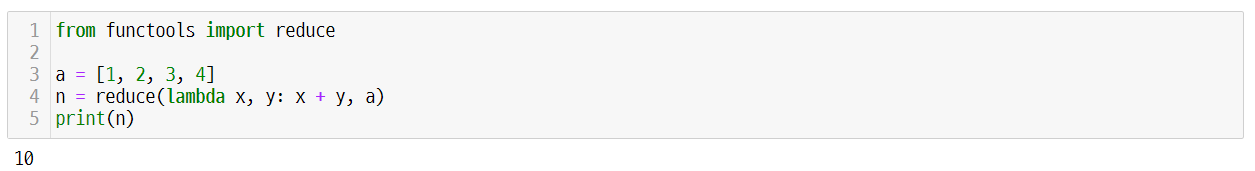 1 from functools import reduce
2
3 a = [1, 2, 3, 4]
4 n = reduce(lambda x, y: x + y, a)
5 print(n)
10